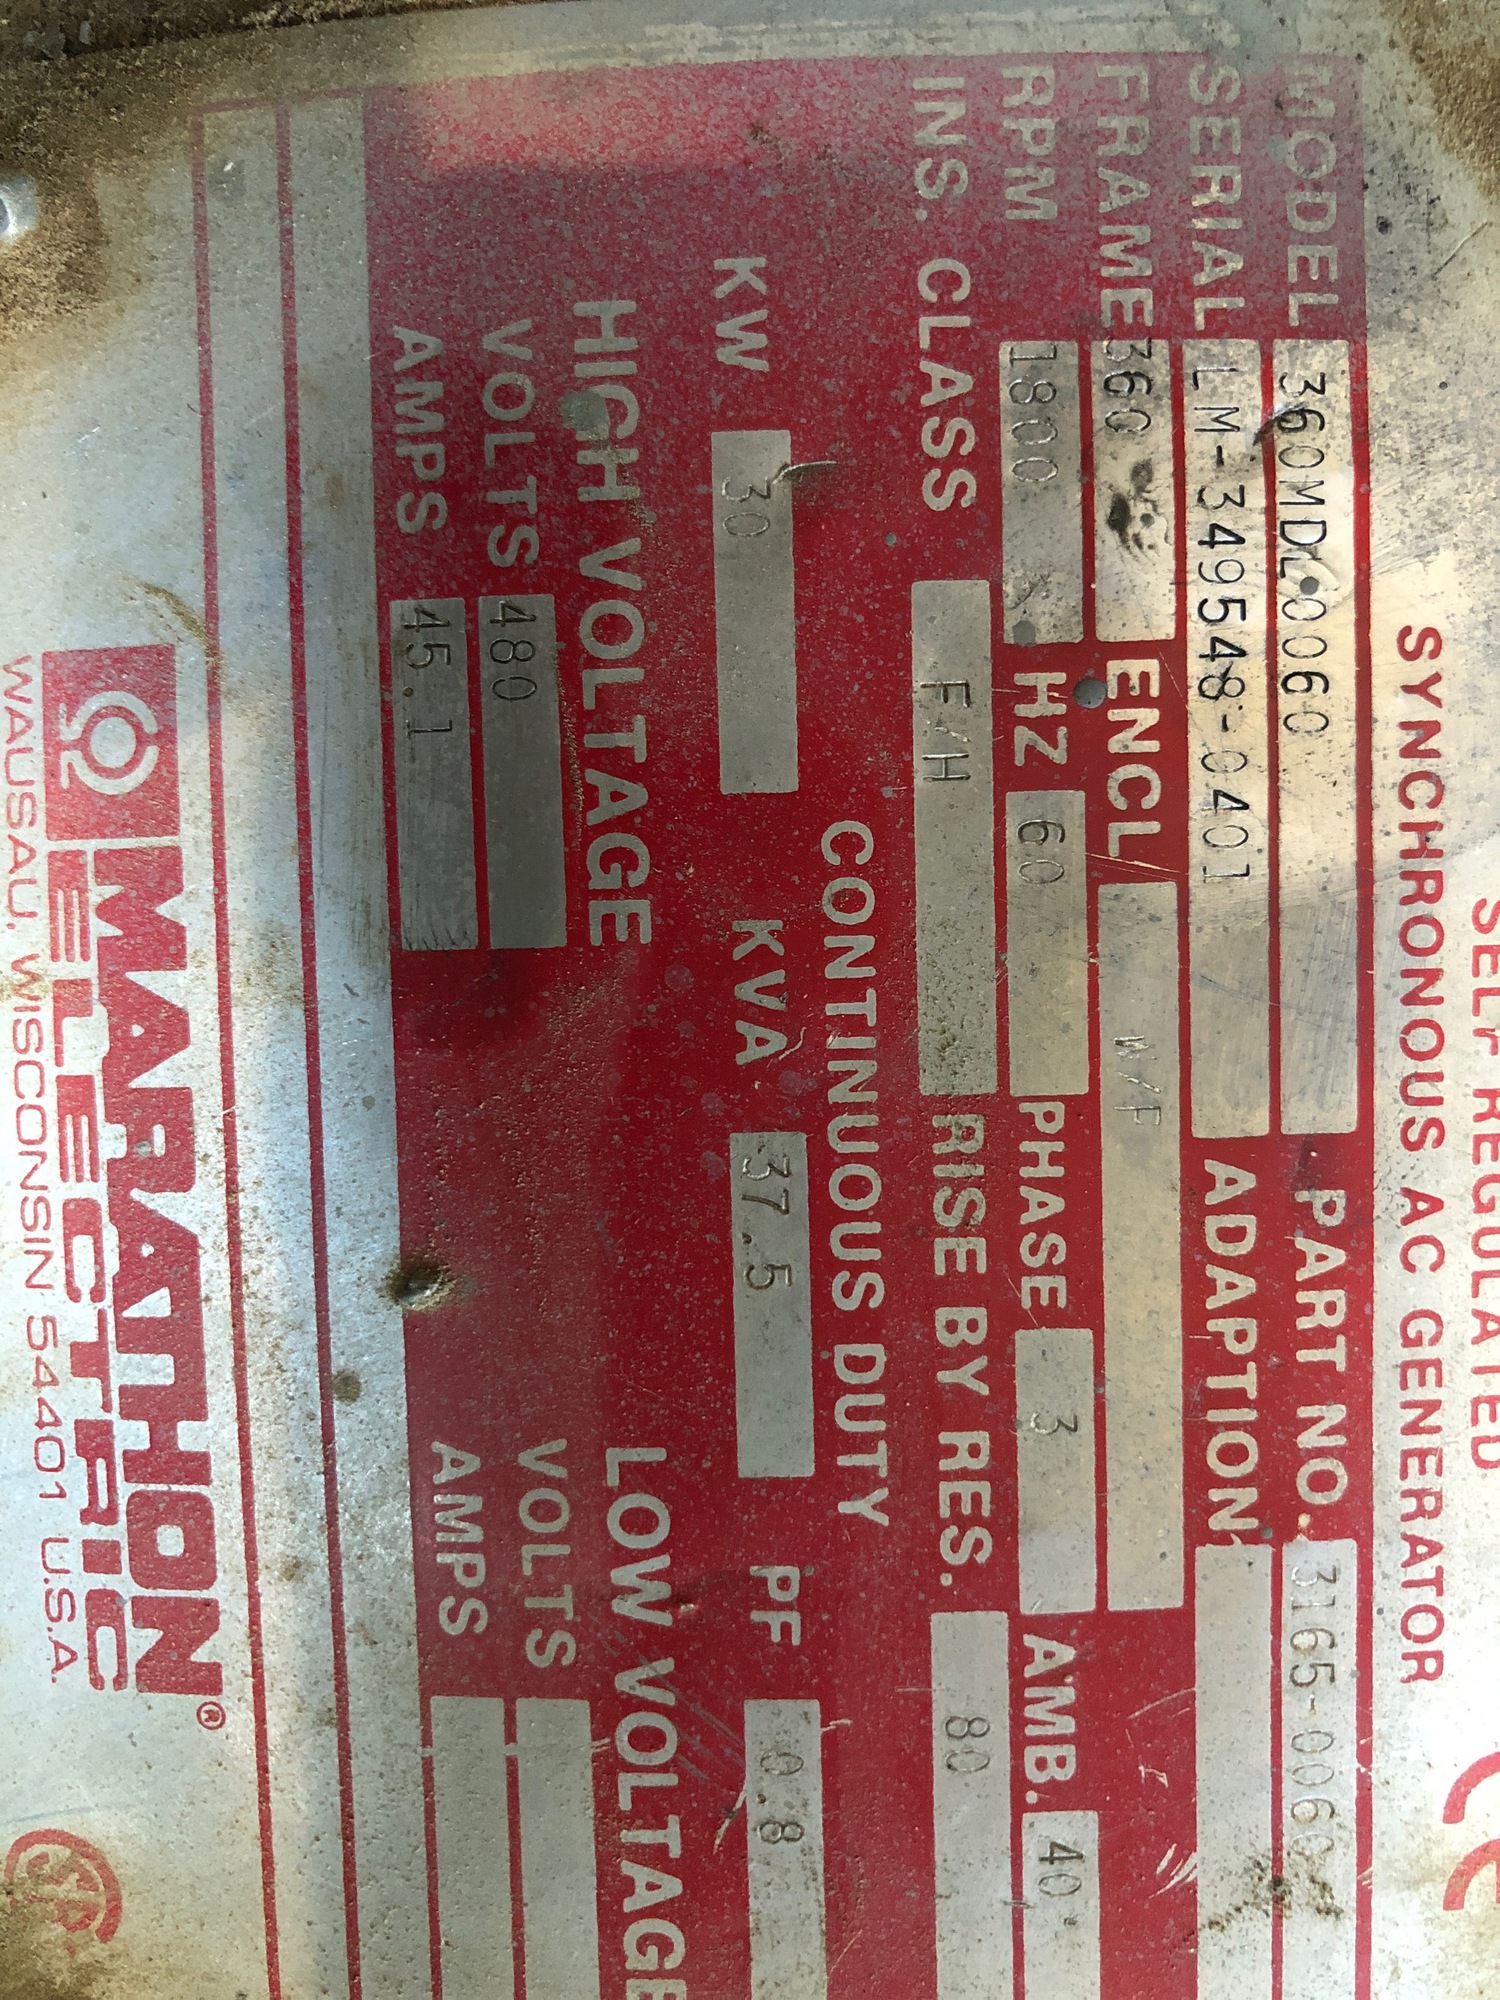 SELF REGULATED
SYNCHRONOUS AC GENERATOR
MODEL 360MDL0060 PART NO. 3165-0060
SERIAL LM-349548-0401 ADAPTION
FRAME 360 ENCL W/F
RPM 1800 HZ 60 PHASE 3 AMB. 40
INS. CLASS F/H RISE BY RES. 80
CONTINUOUS DUTY
KW 30 KVA 37.5 PF 0.8
HIGH VOLTAGE LOW VOLTAGE
VOLTS 480 VOLTS
AMPS 45.1 AMPS
MARATHON®
ELECTRIC
WAUSAU, WISCONSIN 54401 U.S.A.
CE